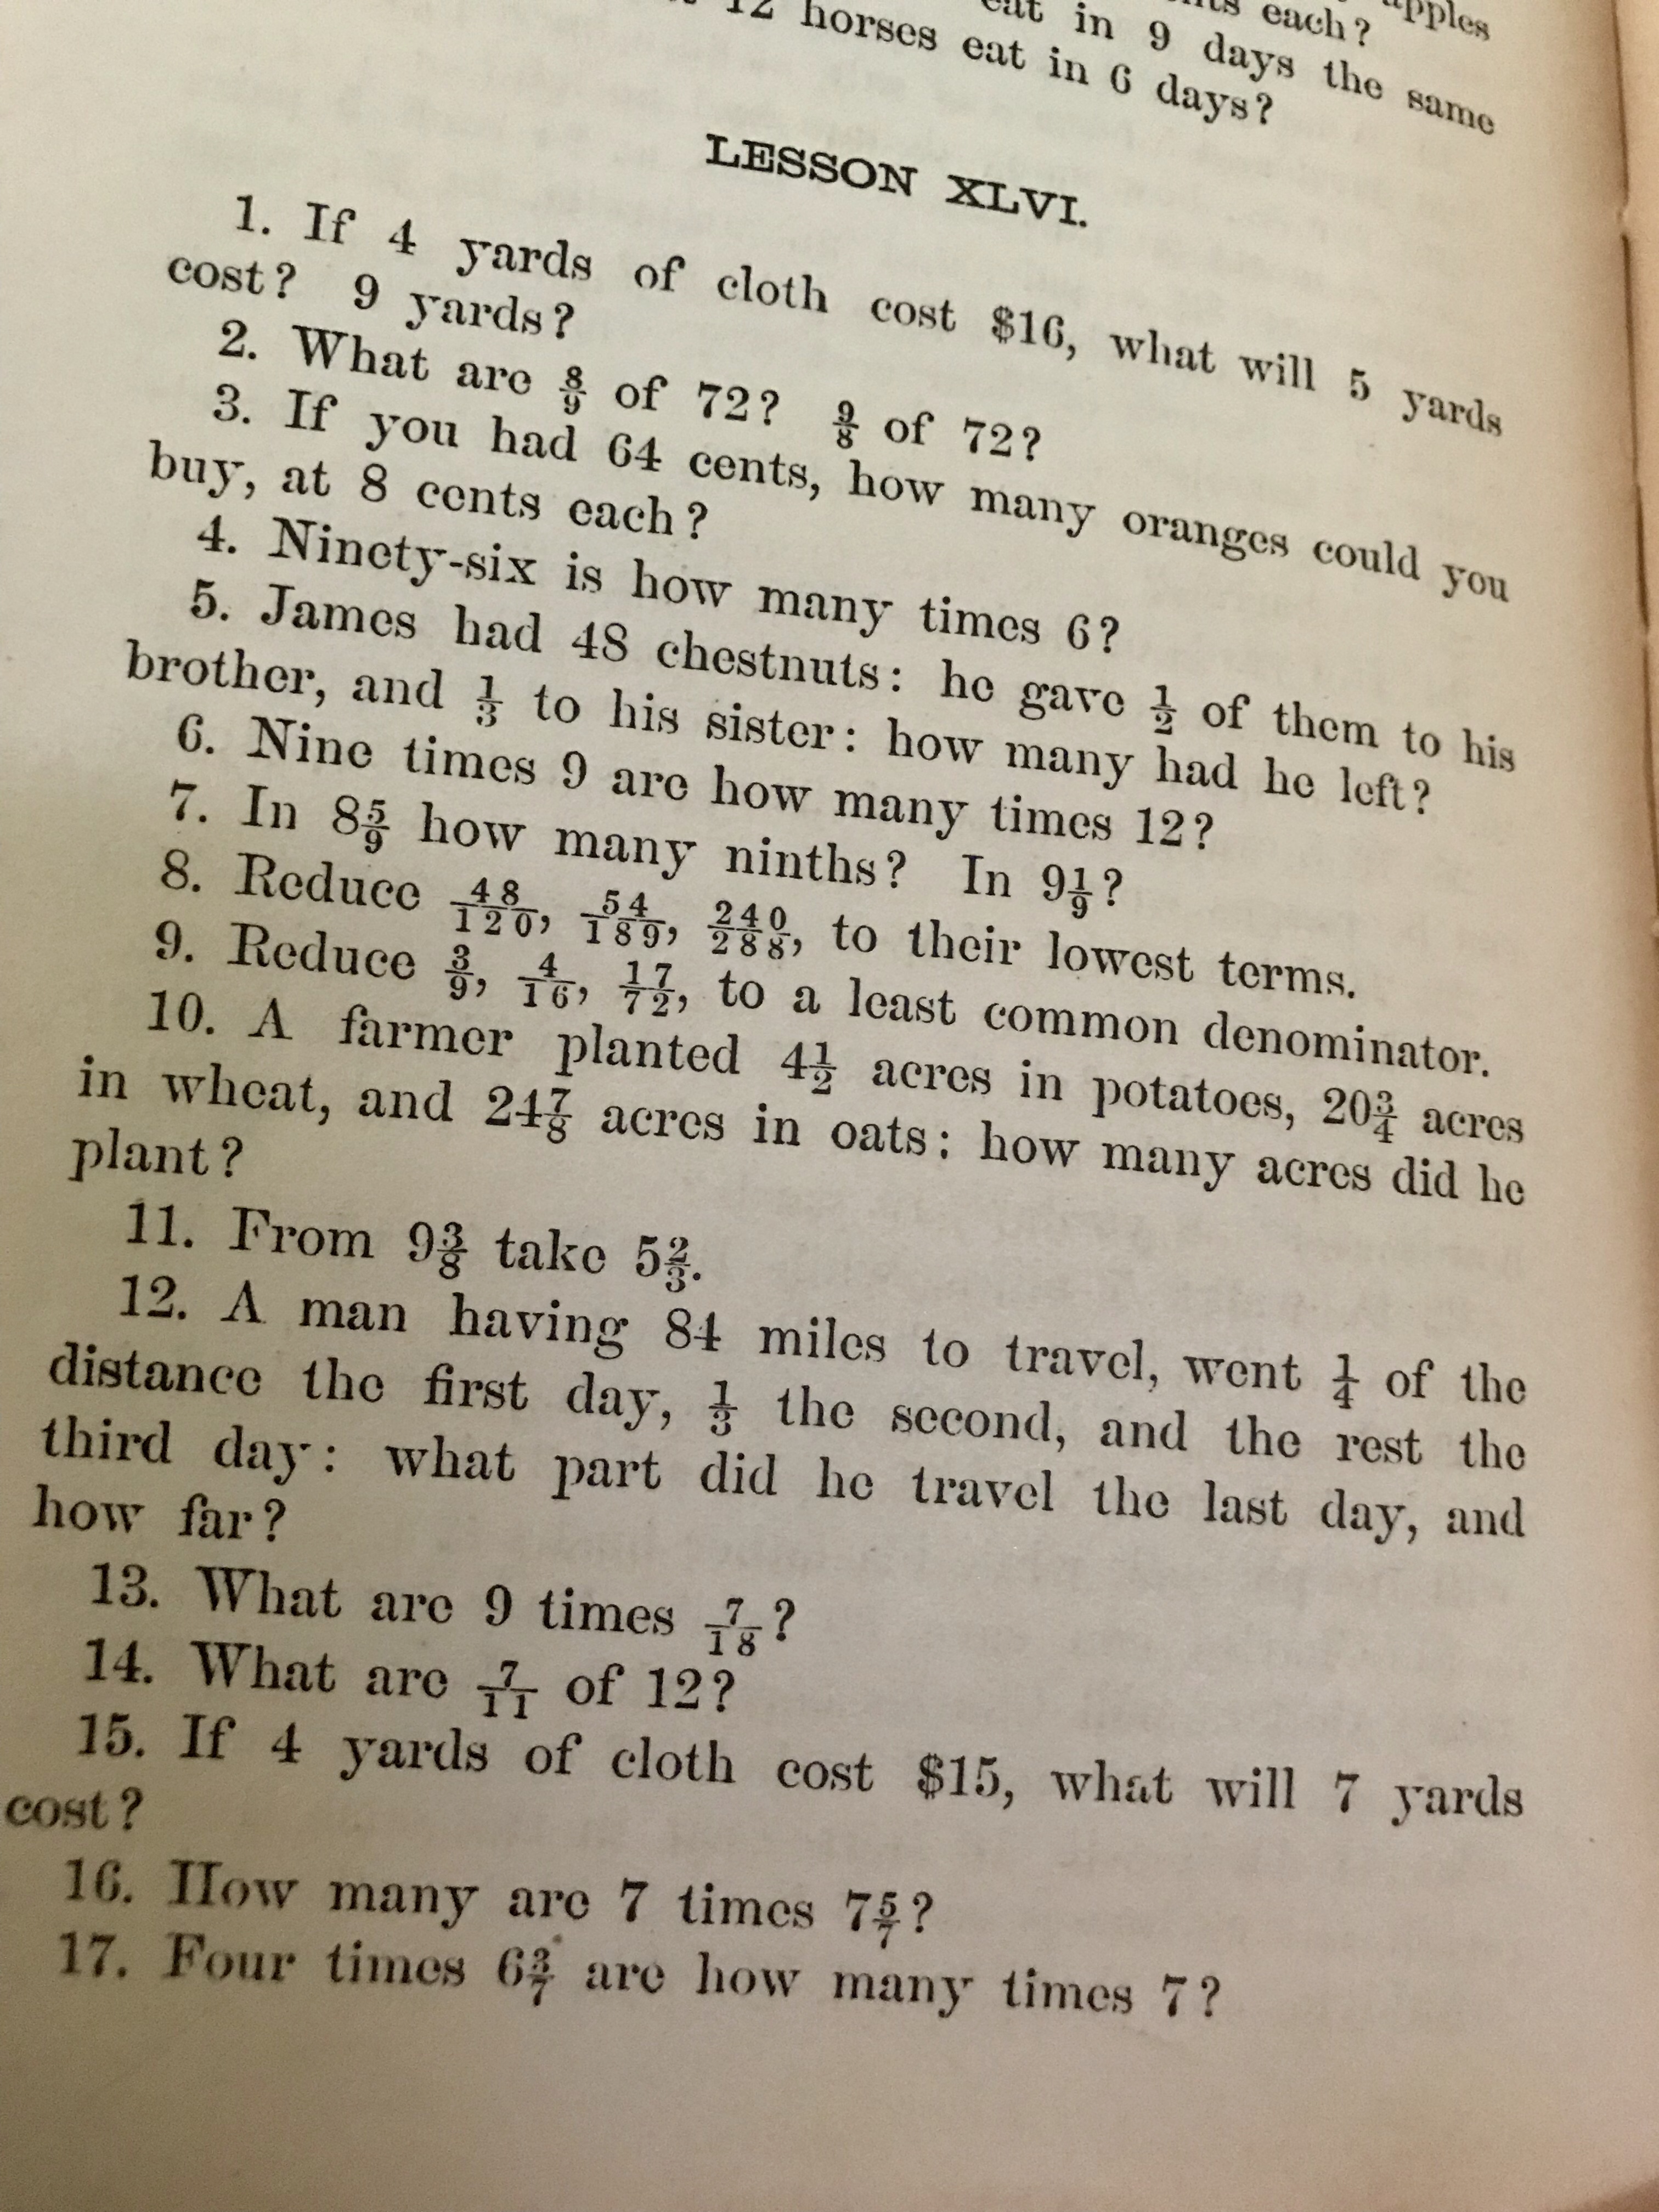 apples
each?
eat in 9 days the same
12 horses eat in 6 days?
LESSON XLVI.
1. If 4 yards of cloth cost $16, what will 5 yards
cost? 9 yards?
2. What are 8/9 of 72? 9/8 of 72?
3. If you had 64 cents, how many oranges could you
buy, at 8 cents each?
4. Ninety-six is how many times 6?
5. James had 48 chestnuts: he gave 1/2 of them to his
brother, and 1/3 to his sister: how many had he left?
6. Nine times 9 are how many times 12?
7. In 8 5/9 how many ninths? In 9 1/9?
8. Reduce 48/120, 54/189, 240/288, to their lowest terms.
9. Reduce 3/9, 4/16, 17/72, to a least common denominator.
10. A farmer planted 4 1/2 acres in potatoes, 20 3/4 acres
in wheat, and 24 7/8 acres in oats: how many acres did he
plant?
11. From 9 3/8 take 5 2/3.
12. A man having 84 miles to travel, went 1/4 of the
distance the first day, 1/3 the second, and the rest the
third day: what part did he travel the last day, and
how far?
13. What are 9 times 7/18?
14. What are 7/11 of 12?
15. If 4 yards of cloth cost $15, what will 7 yards
cost?
16. How many are 7 times 7 5/7?
17. Four times 6 3/7 are how many times 7?